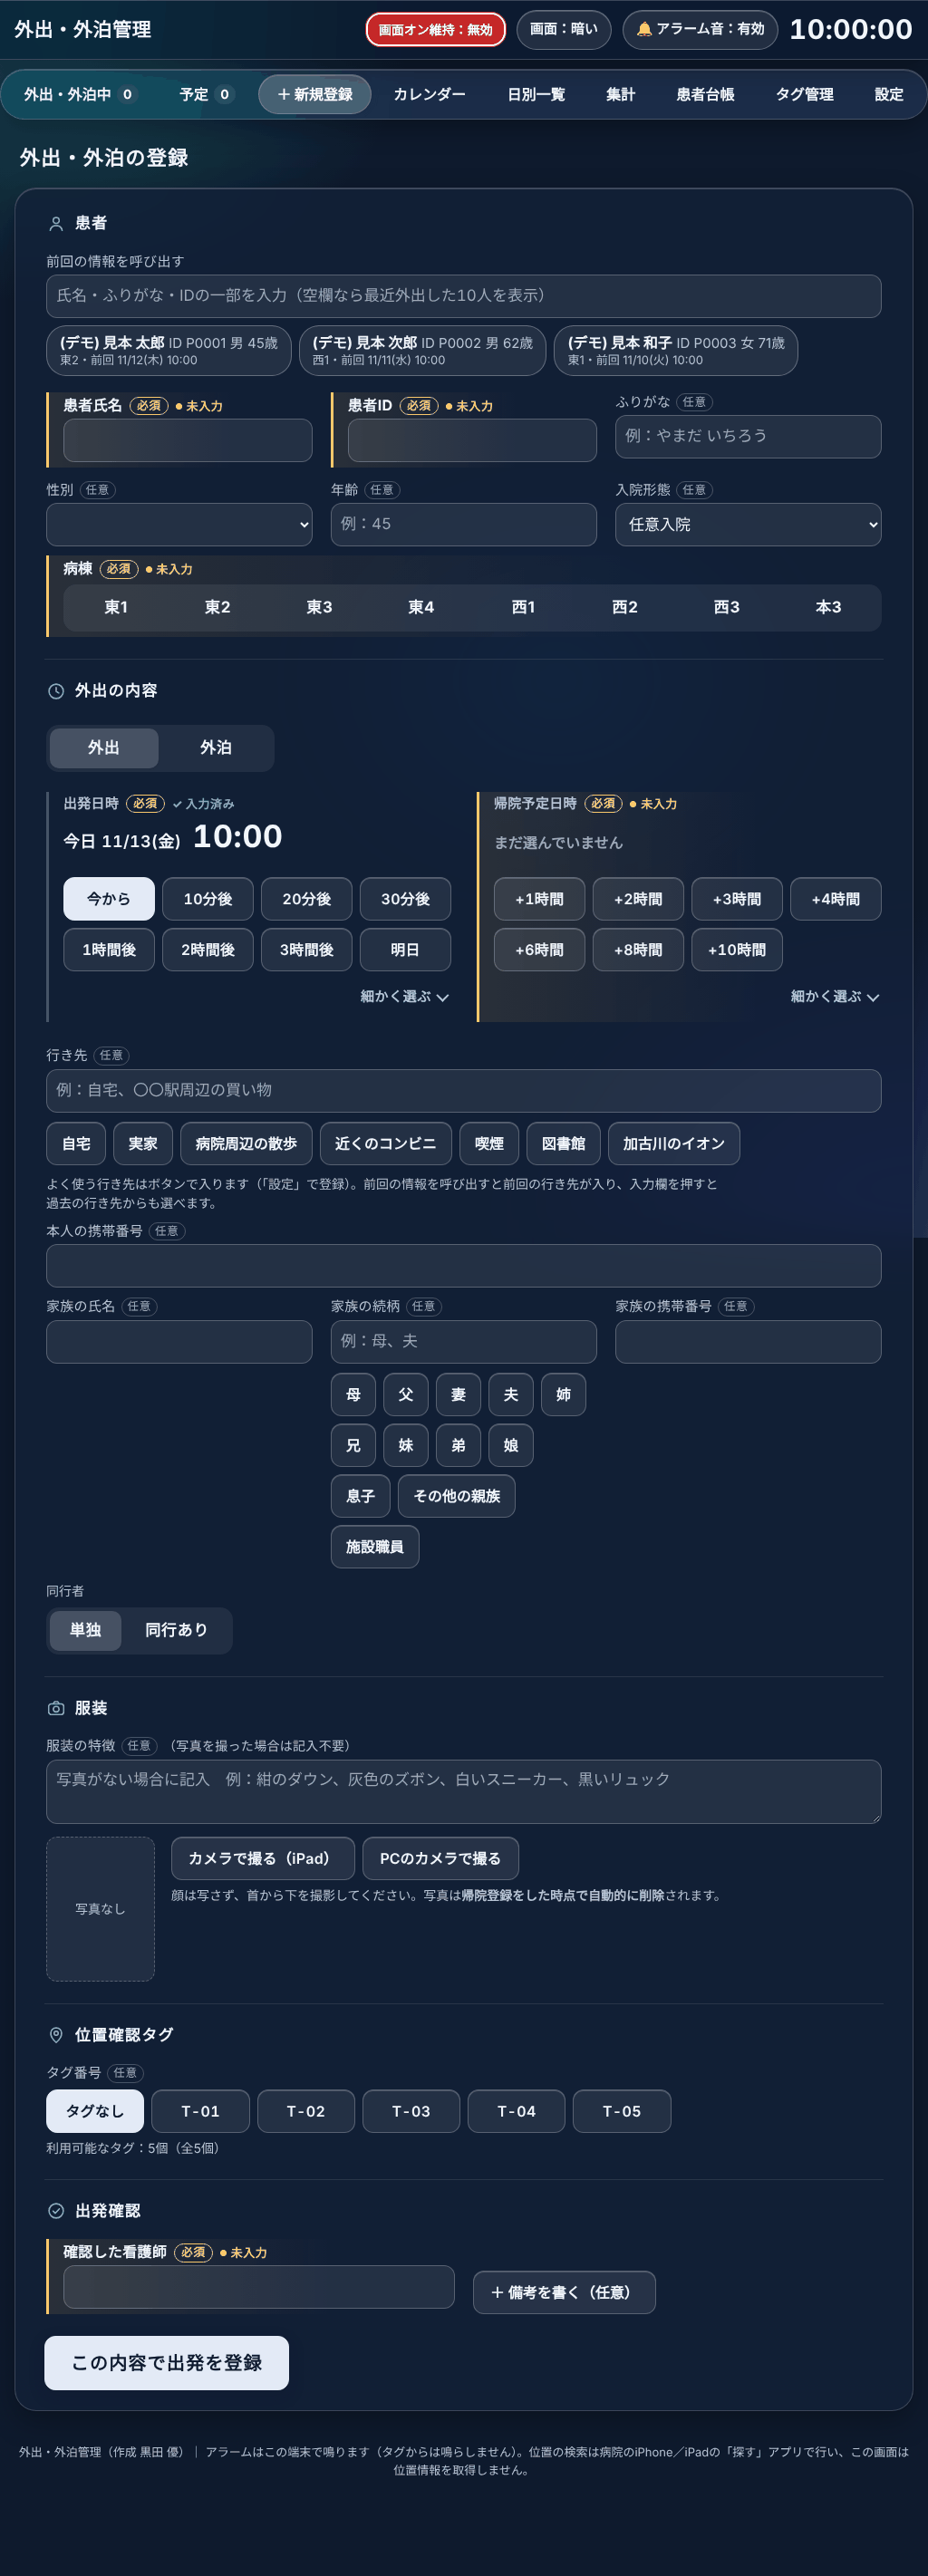 外出・外泊管理
画面オン維持：無効
画面：暗い
🔔 アラーム音：有効
10:00:00
外出・外泊中 0
予定 0
＋ 新規登録
カレンダー
日別一覧
集計
患者台帳
タグ管理
設定
外出・外泊の登録
患者
前回の情報を呼び出す
氏名・ふりがな・IDの一部を入力（空欄なら最近外出した10人を表示）
(デモ) 見本 太郎 ID P0001 男 45歳
東2・前回 11/12(木) 10:00
(デモ) 見本 次郎 ID P0002 男 62歳
西1・前回 11/11(水) 10:00
(デモ) 見本 和子 ID P0003 女 71歳
東1・前回 11/10(火) 10:00
患者氏名 必須 ●未入力
患者ID 必須 ●未入力
ふりがな 任意
例：やまだ いちろう
性別 任意
年齢 任意
例：45
入院形態 任意
任意入院
病棟 必須 ●未入力
東1 東2 東3 東4 西1 西2 西3 本3
外出の内容
外出 外泊
出発日時 必須 ✓入力済み
今日 11/13(金) 10:00
今から 10分後 20分後 30分後
1時間後 2時間後 3時間後 明日
細かく選ぶ
帰院予定日時 必須 ●未入力
まだ選んでいません
+1時間 +2時間 +3時間 +4時間
+6時間 +8時間 +10時間
細かく選ぶ
行き先 任意
例：自宅、〇〇駅周辺の買い物
自宅 実家 病院周辺の散歩 近くのコンビニ 喫煙 図書館 加古川のイオン
よく使う行き先はボタンで入ります（「設定」で登録）。前回の情報を呼び出すと前回の行き先が入り、入力欄を押すと
過去の行き先からも選べます。
本人の携帯番号 任意
家族の氏名 任意
家族の続柄 任意
例：母、夫
母 父 妻 夫 姉
兄 妹 弟 娘
息子 その他の親族
施設職員
家族の携帯番号 任意
同行者
単独 同行あり
服装
服装の特徴 任意 （写真を撮った場合は記入不要）
写真がない場合に記入　例：紺のダウン、灰色のズボン、白いスニーカー、黒いリュック
写真なし
カメラで撮る（iPad） PCのカメラで撮る
顔は写さず、首から下を撮影してください。写真は帰院登録をした時点で自動的に削除されます。
位置確認タグ
タグ番号 任意
タグなし T-01 T-02 T-03 T-04 T-05
利用可能なタグ：5個（全5個）
出発確認
確認した看護師 必須 ●未入力
＋ 備考を書く（任意）
この内容で出発を登録
外出・外泊管理（作成 黒田 優）｜ アラームはこの端末で鳴ります（タグからは鳴らしません）。位置の検索は病院のiPhone／iPadの「探す」アプリで行い、この画面は
位置情報を取得しません。